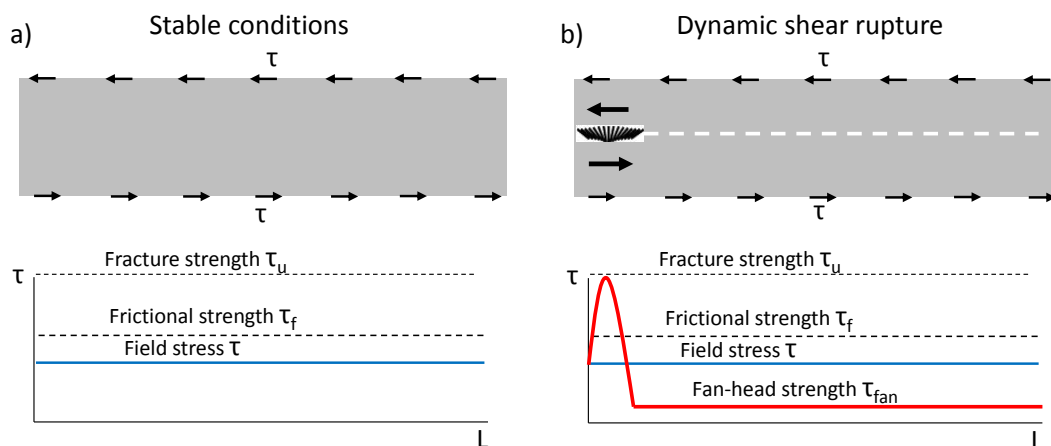 a) Stable conditions
τ
τ
τ
Fracture strength τu
Frictional strength τf
Field stress τ
L
b) Dynamic shear rupture
τ
τ
τ
Fracture strength τu
Frictional strength τf
Field stress τ
Fan-head strength τfan
L